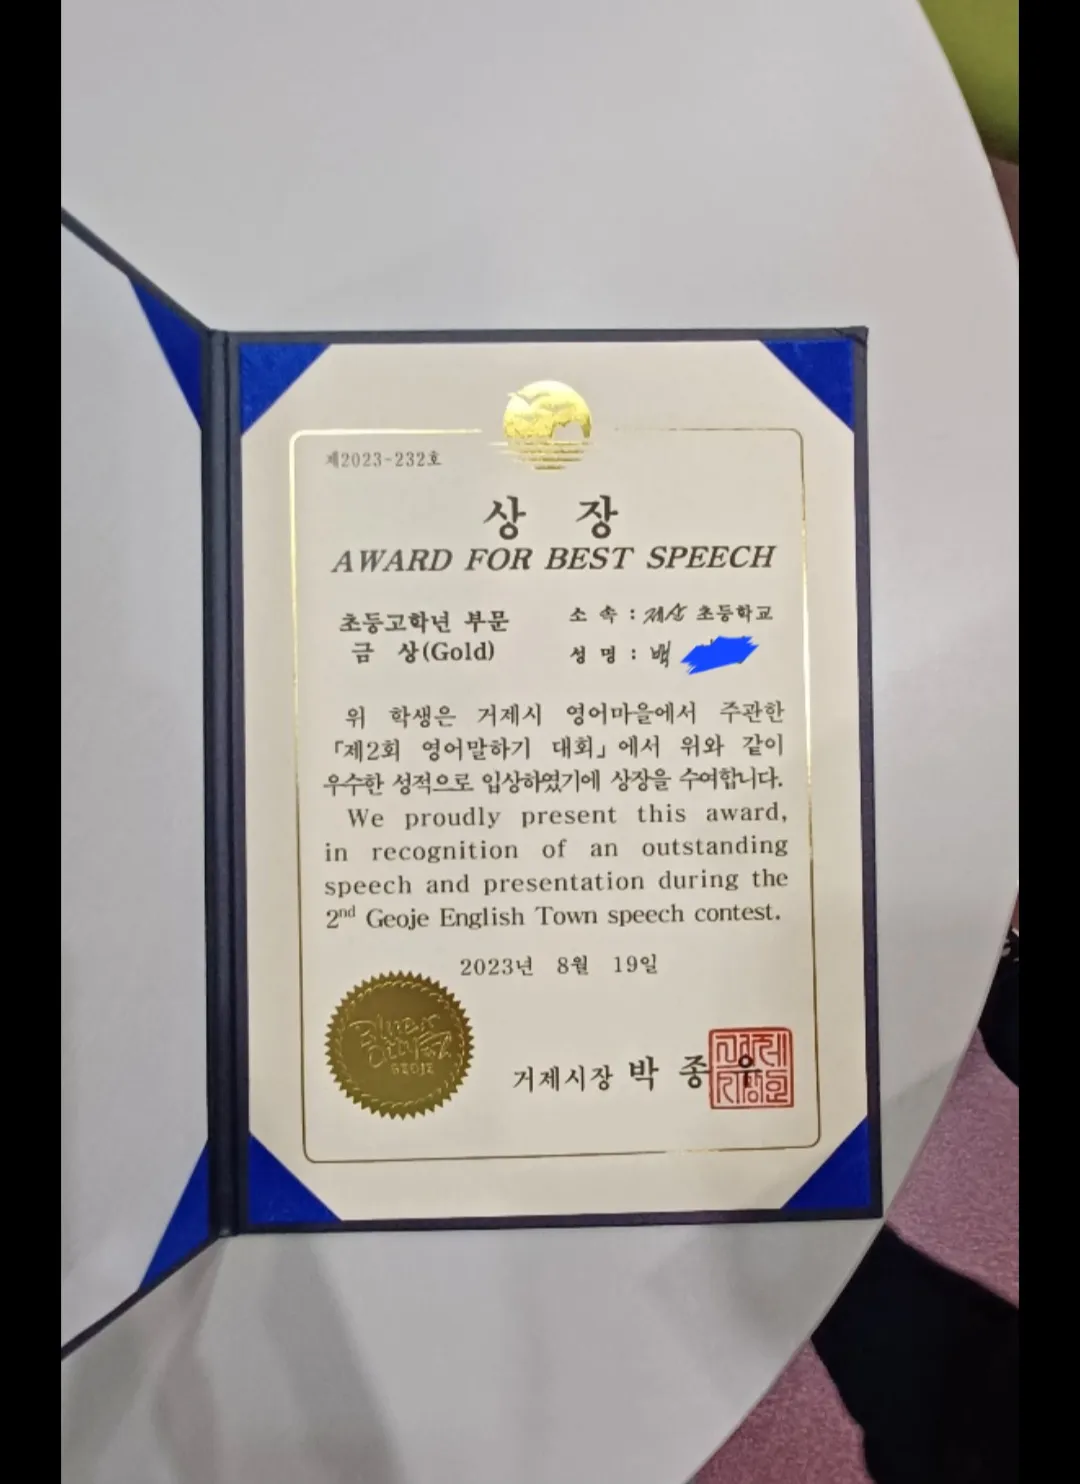 제2023-232호
상 장
AWARD FOR BEST SPEECH
초등고학년 부문
금 상(Gold)
소 속 : 제산 초등학교
성 명 : 백
위 학생은 거제시 영어마을에서 주관한
「제2회 영어말하기 대회」에서 위와 같이
우수한 성적으로 입상하였기에 상장을 수여합니다.
We proudly present this award,
in recognition of an outstanding
speech and presentation during the
2nd Geoje English Town speech contest.
2023년 8월 19일
GEOJE
거제시장 박 종 우